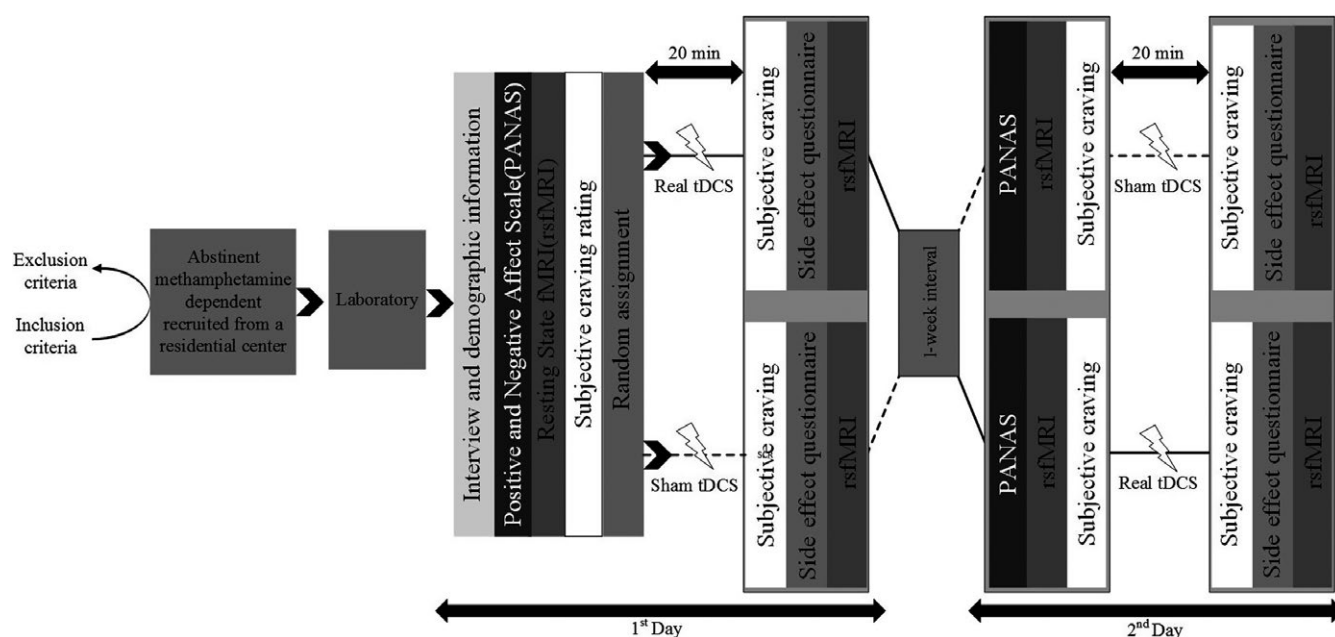 Exclusion
criteria
Inclusion
criteria
Abstinent
methamphetamine
dependent
recruited from a
residential center
Laboratory
Interview and demographic information
Positive and Negative Affect Scale(PANAS)
Resting State fMRI(rsfMRI)
Subjective craving rating
Random assignment
20 min
Real tDCS
Sham tDCS
Subjective craving
Side effect questionnaire
rsfMRI
Subjective craving
Side effect questionnaire
rsfMRI
1-week interval
PANAS
rsfMRI
Subjective craving
PANAS
rsfMRI
Subjective craving
20 min
Sham tDCS
Real tDCS
Subjective craving
Side effect questionnaire
rsfMRI
Subjective craving
Side effect questionnaire
rsfMRI
1st Day
2nd Day